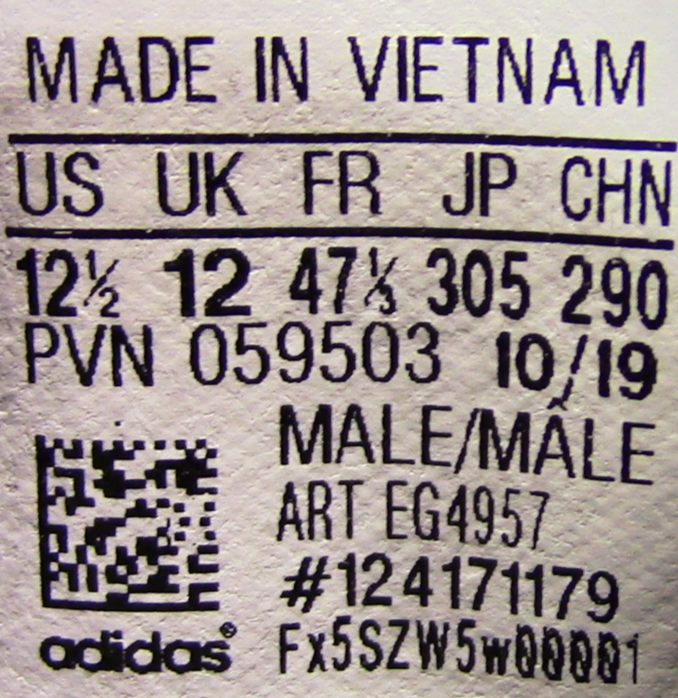 MADE IN VIETNAM
US UK FR JP CHN
12½ 12 47⅓ 305 290
PVN 059503 10/19
MALE/MÂLE
ART EG4957
#124171179
adidas® Fx5SZW5w00001